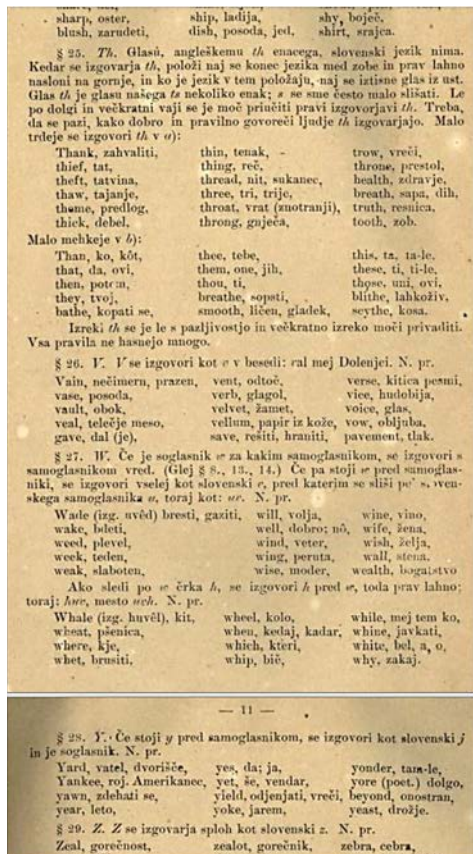 sharp, oster, ship, ladija, shy, boječ.
blush, zarudeti, dish, posoda, jed, shirt, srajca.
§ 25. Th. Glasú, angleškemu th enacega, slovenski jezik nima.
Kedar se izgovarja th, položi naj se konec jezika med zobe in prav lahno
nasloni na gornje, in ko je jezik v tem položaju, naj se iztisne glas iz ust.
Glas th je glasu našega ts nekoliko enak; s se sme često malo slišati. Le
po dolgi in večkratni vaji se je moč priučiti pravi izgovorjavi th. Treba,
da se pazi, kako dobro in pravilno govoreči ljudje th izgovarjajo. Malo
trdeje se izgovori th v a):
Thank, zahvaliti, thin, tenak, trow, vreči,
thief, tat, thing, reč, throne, prestol,
theft, tatvina, thread, nit, sukanec, health, zdravje,
thaw, tajanje, three, tri, trije, breath, sapa, dih,
theme, predlog, throat, vrat (znotranji), truth, resnica,
thick, debel, throng, gnječa, tooth, zob.
Malo mehkeje v b):
Than, ko, kôt, thee, tebe, this, ta, ta-le,
that, da, ovi, them, one, jih, these, ti, ti-le,
then, potem, thou, ti, those, uni, ovi,
they, tvoj, breathe, sopsti, blithe, lahkoživ,
bathe, kopati se, smooth, ličen, gladek, scythe, kosa.
Izreki th se je le s pazljivostjo in večkratno izreko moči privaditi.
Vsa pravila ne hasnejo mnogo.
§ 26. V. V se izgovori kot v v besedi: val mej Dolenjci. N. pr.
Vain, nečimern, prazen, vent, odtoč, verse, kitica pesmi,
vase, posoda, verb, glagol, vice, hudobija,
vault, obok, velvet, žamet, voice, glas,
veal, telečje meso, vellum, papir iz kože, vow, obljuba,
gave, dal (je), save, rešiti, hraniti, pavement, tlak.
§ 27. W. Če je soglasnik w za kakim samoglasnikom, se izgovori s
samoglasnikom vred. (Glej § 8., 13., 14.) Če pa stoji w pred samoglas-
niki, se izgovori vselej kot slovenski v, pred katerim se sliši pol sloven-
skega samoglasnika u, toraj kot: uv. N. pr.
Wade (izg. uvêd) bresti, gaziti, will, volja, wine, vino,
wake, bdeti, well, dobro; nô, wife, žena,
weed, plevel, wind, veter, wish, želja,
week, teden, wing, peruta, wall, stena,
weak, slaboten, wise, moder, wealth, bogatstvo
Ako sledi po w črka h, se izgovori h pred w, toda prav lahno;
toraj: huv, mesto uvh. N. pr.
Whale (izg. huvêl), kit, wheel, kolo, while, mej tem ko,
wheat, pšenica, when, kedaj, kadar, whine, javkati,
where, kje, which, kteri, white, bel, a, o,
whet, brusiti, whip, bič, why, zakaj.
— 11 —
§ 28. Y. Če stoji y pred samoglasnikom, se izgovori kot slovenski j
in je soglasnik. N. pr.
Yard, vatel, dvorišče, yes, da; ja, yonder, tam-le,
Yankee, roj. Amerikanec, yet, še, vendar, yore (poet.) dolgo,
yawn, zdehati se, yield, odjenjati, vreči, beyond, onostran,
year, leto, yoke, jarem, yeast, drožje.
§ 29. Z. Z se izgovarja sploh kot slovenski z. N. pr.
Zeal, gorečnost, zealot, gorečnik, zebra, cebra,